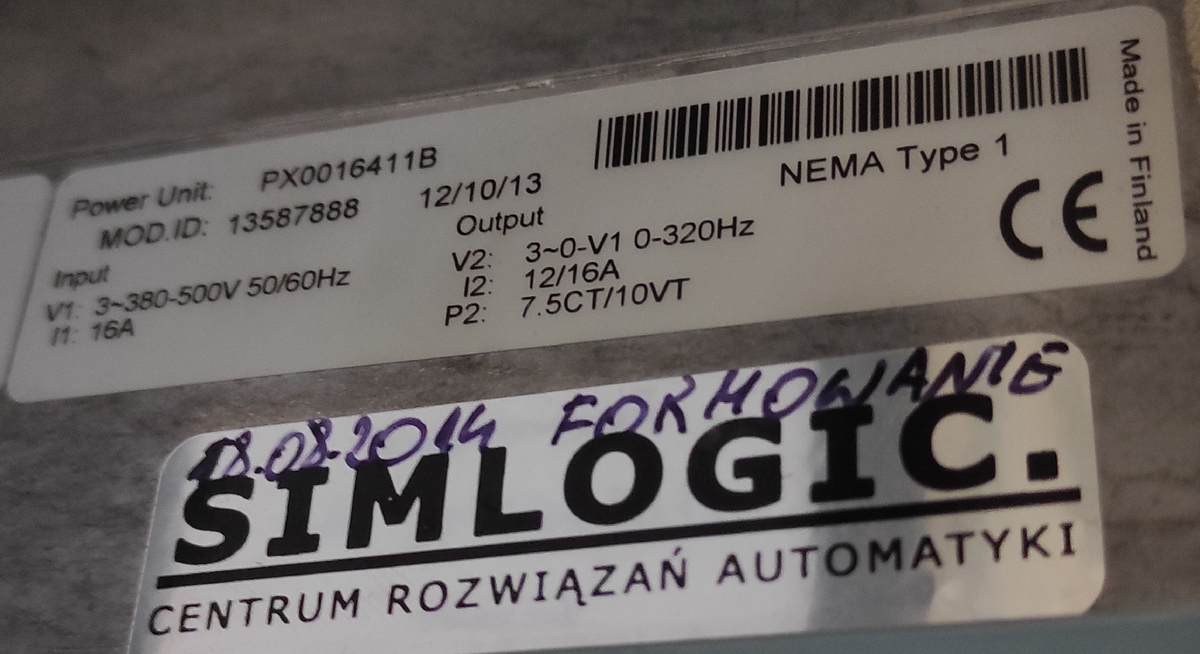 Made in Finland
Power Unit: PX0016411B
MOD.ID: 13587888 12/10/13
NEMA Type 1
CE
Input
V1: 3~380-500V 50/60Hz
I1: 16A
Output
V2: 3~0-V1 0-320Hz
I2: 12/16A
P2: 7.5CT/10VT
18.08.2014 FORMOWANIE
SIMLOGIC.
CENTRUM ROZWIĄZAŃ AUTOMATYKI